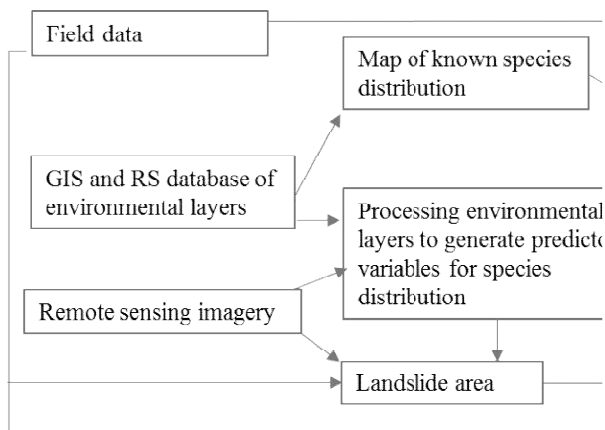 Field data
Map of known species
distribution
GIS and RS database of
environmental layers
Processing environmental
layers to generate predicto
variables for species
distribution
Remote sensing imagery
Landslide area